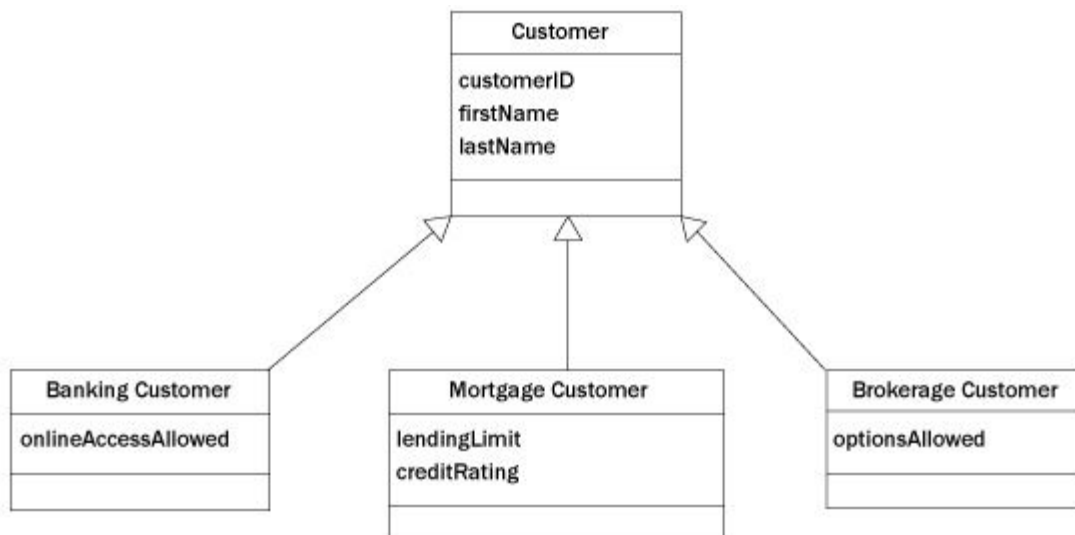 Customer
customerID
firstName
lastName
Banking Customer
onlineAccessAllowed
Mortgage Customer
lendingLimit
creditRating
Brokerage Customer
optionsAllowed